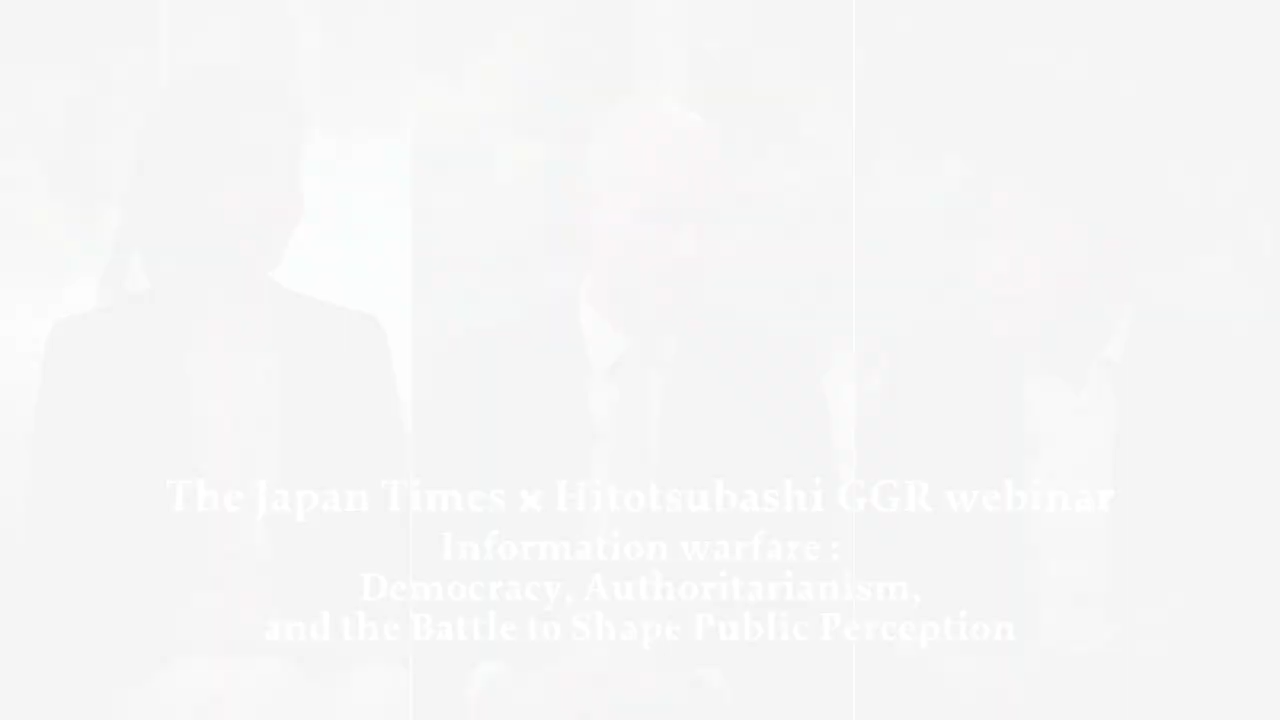 The Japan Times x Hitotsubashi GGR webinar
Information warfare :
Democracy, Authoritarianism,
and the Battle to Shape Public Perception